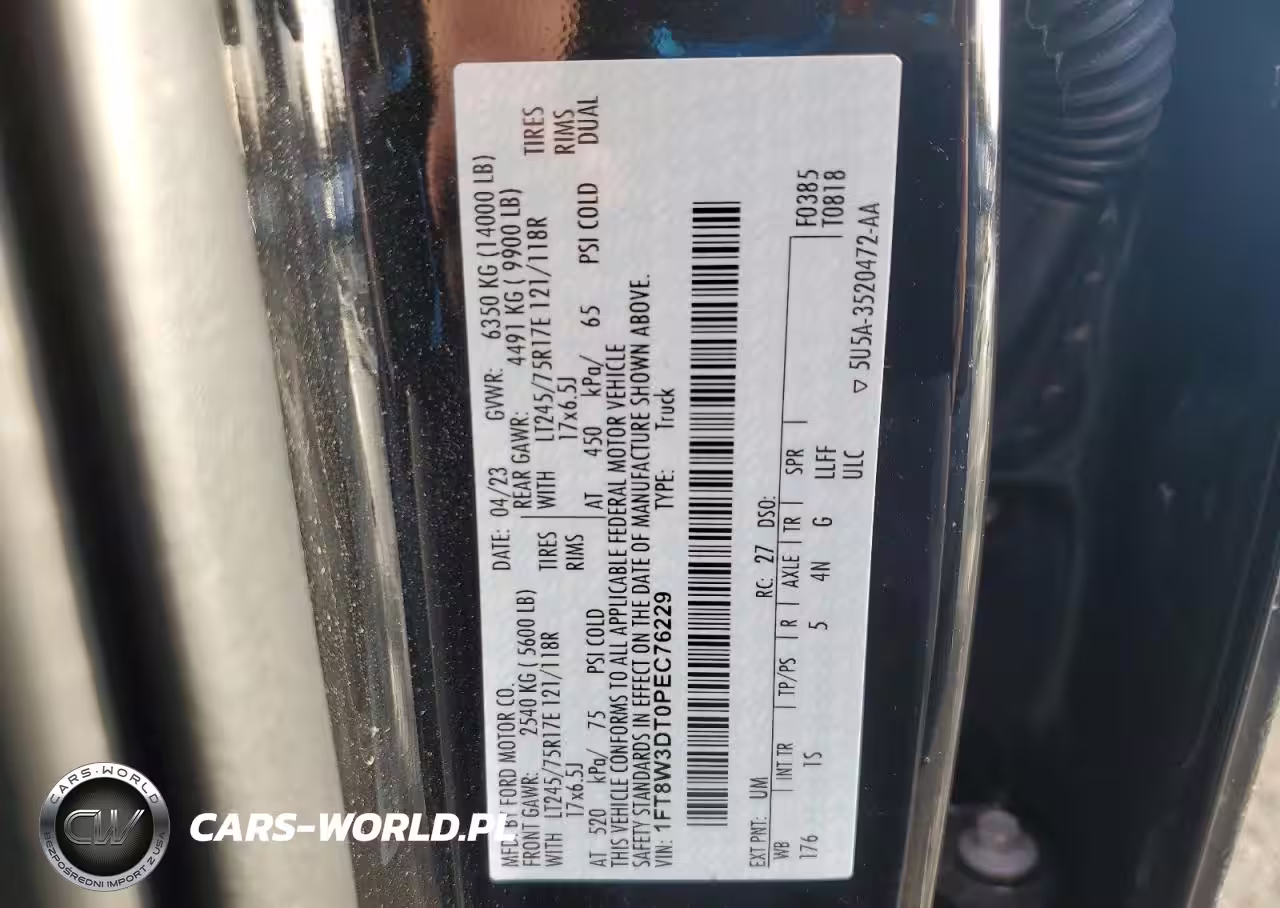 MFD. BY FORD MOTOR CO.
DATE: 04/23 GVWR: 6350 KG (14000 LB)
FRONT GAWR: 2540 KG ( 5600 LB) REAR GAWR: 4491 KG ( 9900 LB)
WITH LT245/75R17E 121/118R TIRES WITH LT245/75R17E 121/118R TIRES
17x6.5J RIMS 17x6.5J RIMS
AT 520 kPa/ 75 PSI COLD AT 450 kPa/ 65 PSI COLD DUAL
THIS VEHICLE CONFORMS TO ALL APPLICABLE FEDERAL MOTOR VEHICLE
SAFETY STANDARDS IN EFFECT ON THE DATE OF MANUFACTURE SHOWN ABOVE.
VIN: 1FT8W3DT0PEC76229 TYPE: Truck
EXT PNT: UM RC: 27 DSO:
WB INT TR TP/PS R AXLE TR SPR
176 1S 5 4N G LLFF
ULC
F0385
T0818
▽ 5U5A-3520472-AA
CARS-WORLD
CW
BEZPOŚREDNI IMPORT Z USA
CARS-WORLD.PL